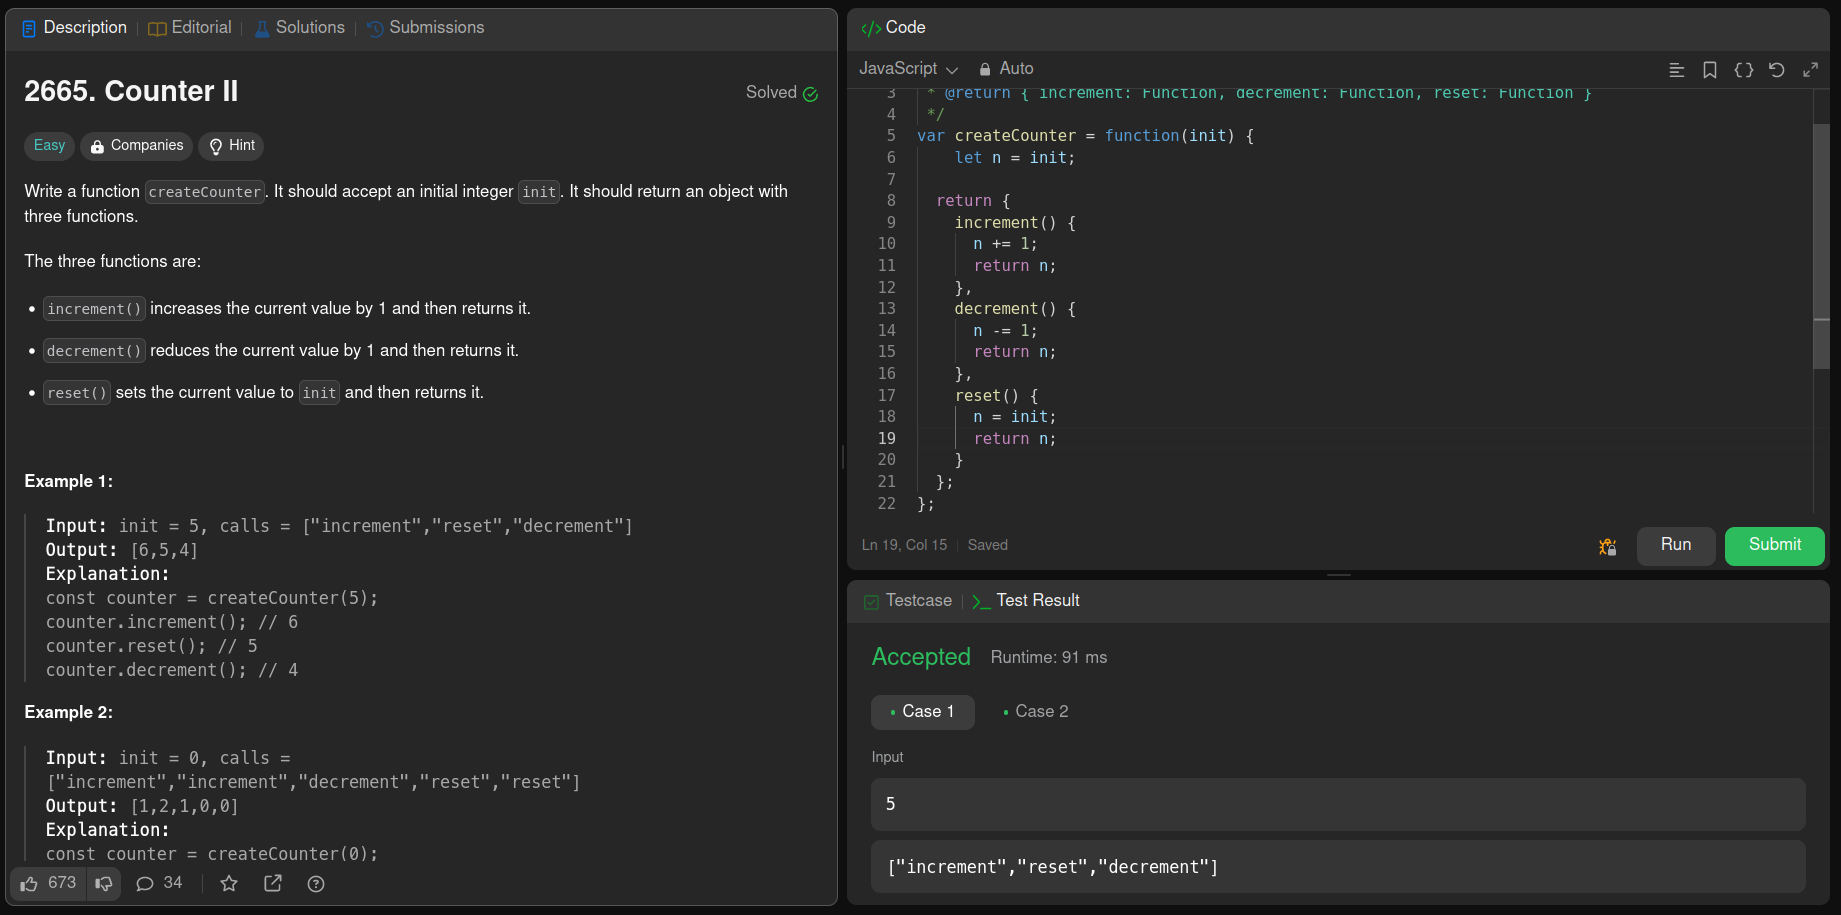 Description
Editorial
Solutions
Submissions
2665. Counter II
Solved
Easy
Companies
Hint
Write a function createCounter. It should accept an initial integer init. It should return an object with
three functions.
The three functions are:
• increment() increases the current value by 1 and then returns it.
• decrement() reduces the current value by 1 and then returns it.
• reset() sets the current value to init and then returns it.
Example 1:
Input: init = 5, calls = ["increment","reset","decrement"]
Output: [6,5,4]
Explanation:
const counter = createCounter(5);
counter.increment(); // 6
counter.reset(); // 5
counter.decrement(); // 4
Example 2:
Input: init = 0, calls =
["increment","increment","decrement","reset","reset"]
Output: [1,2,1,0,0]
Explanation:
const counter = createCounter(0);
673
34
</> Code
JavaScript
Auto
3 * @return { increment: Function, decrement: Function, reset: Function }
4 */
5 var createCounter = function(init) {
6 let n = init;
7
8 return {
9 increment() {
10 n += 1;
11 return n;
12 },
13 decrement() {
14 n -= 1;
15 return n;
16 },
17 reset() {
18 n = init;
19 return n;
20 }
21 };
22 };
Ln 19, Col 15
Saved
Run
Submit
Testcase
Test Result
Accepted
Runtime: 91 ms
• Case 1
• Case 2
Input
5
["increment","reset","decrement"]